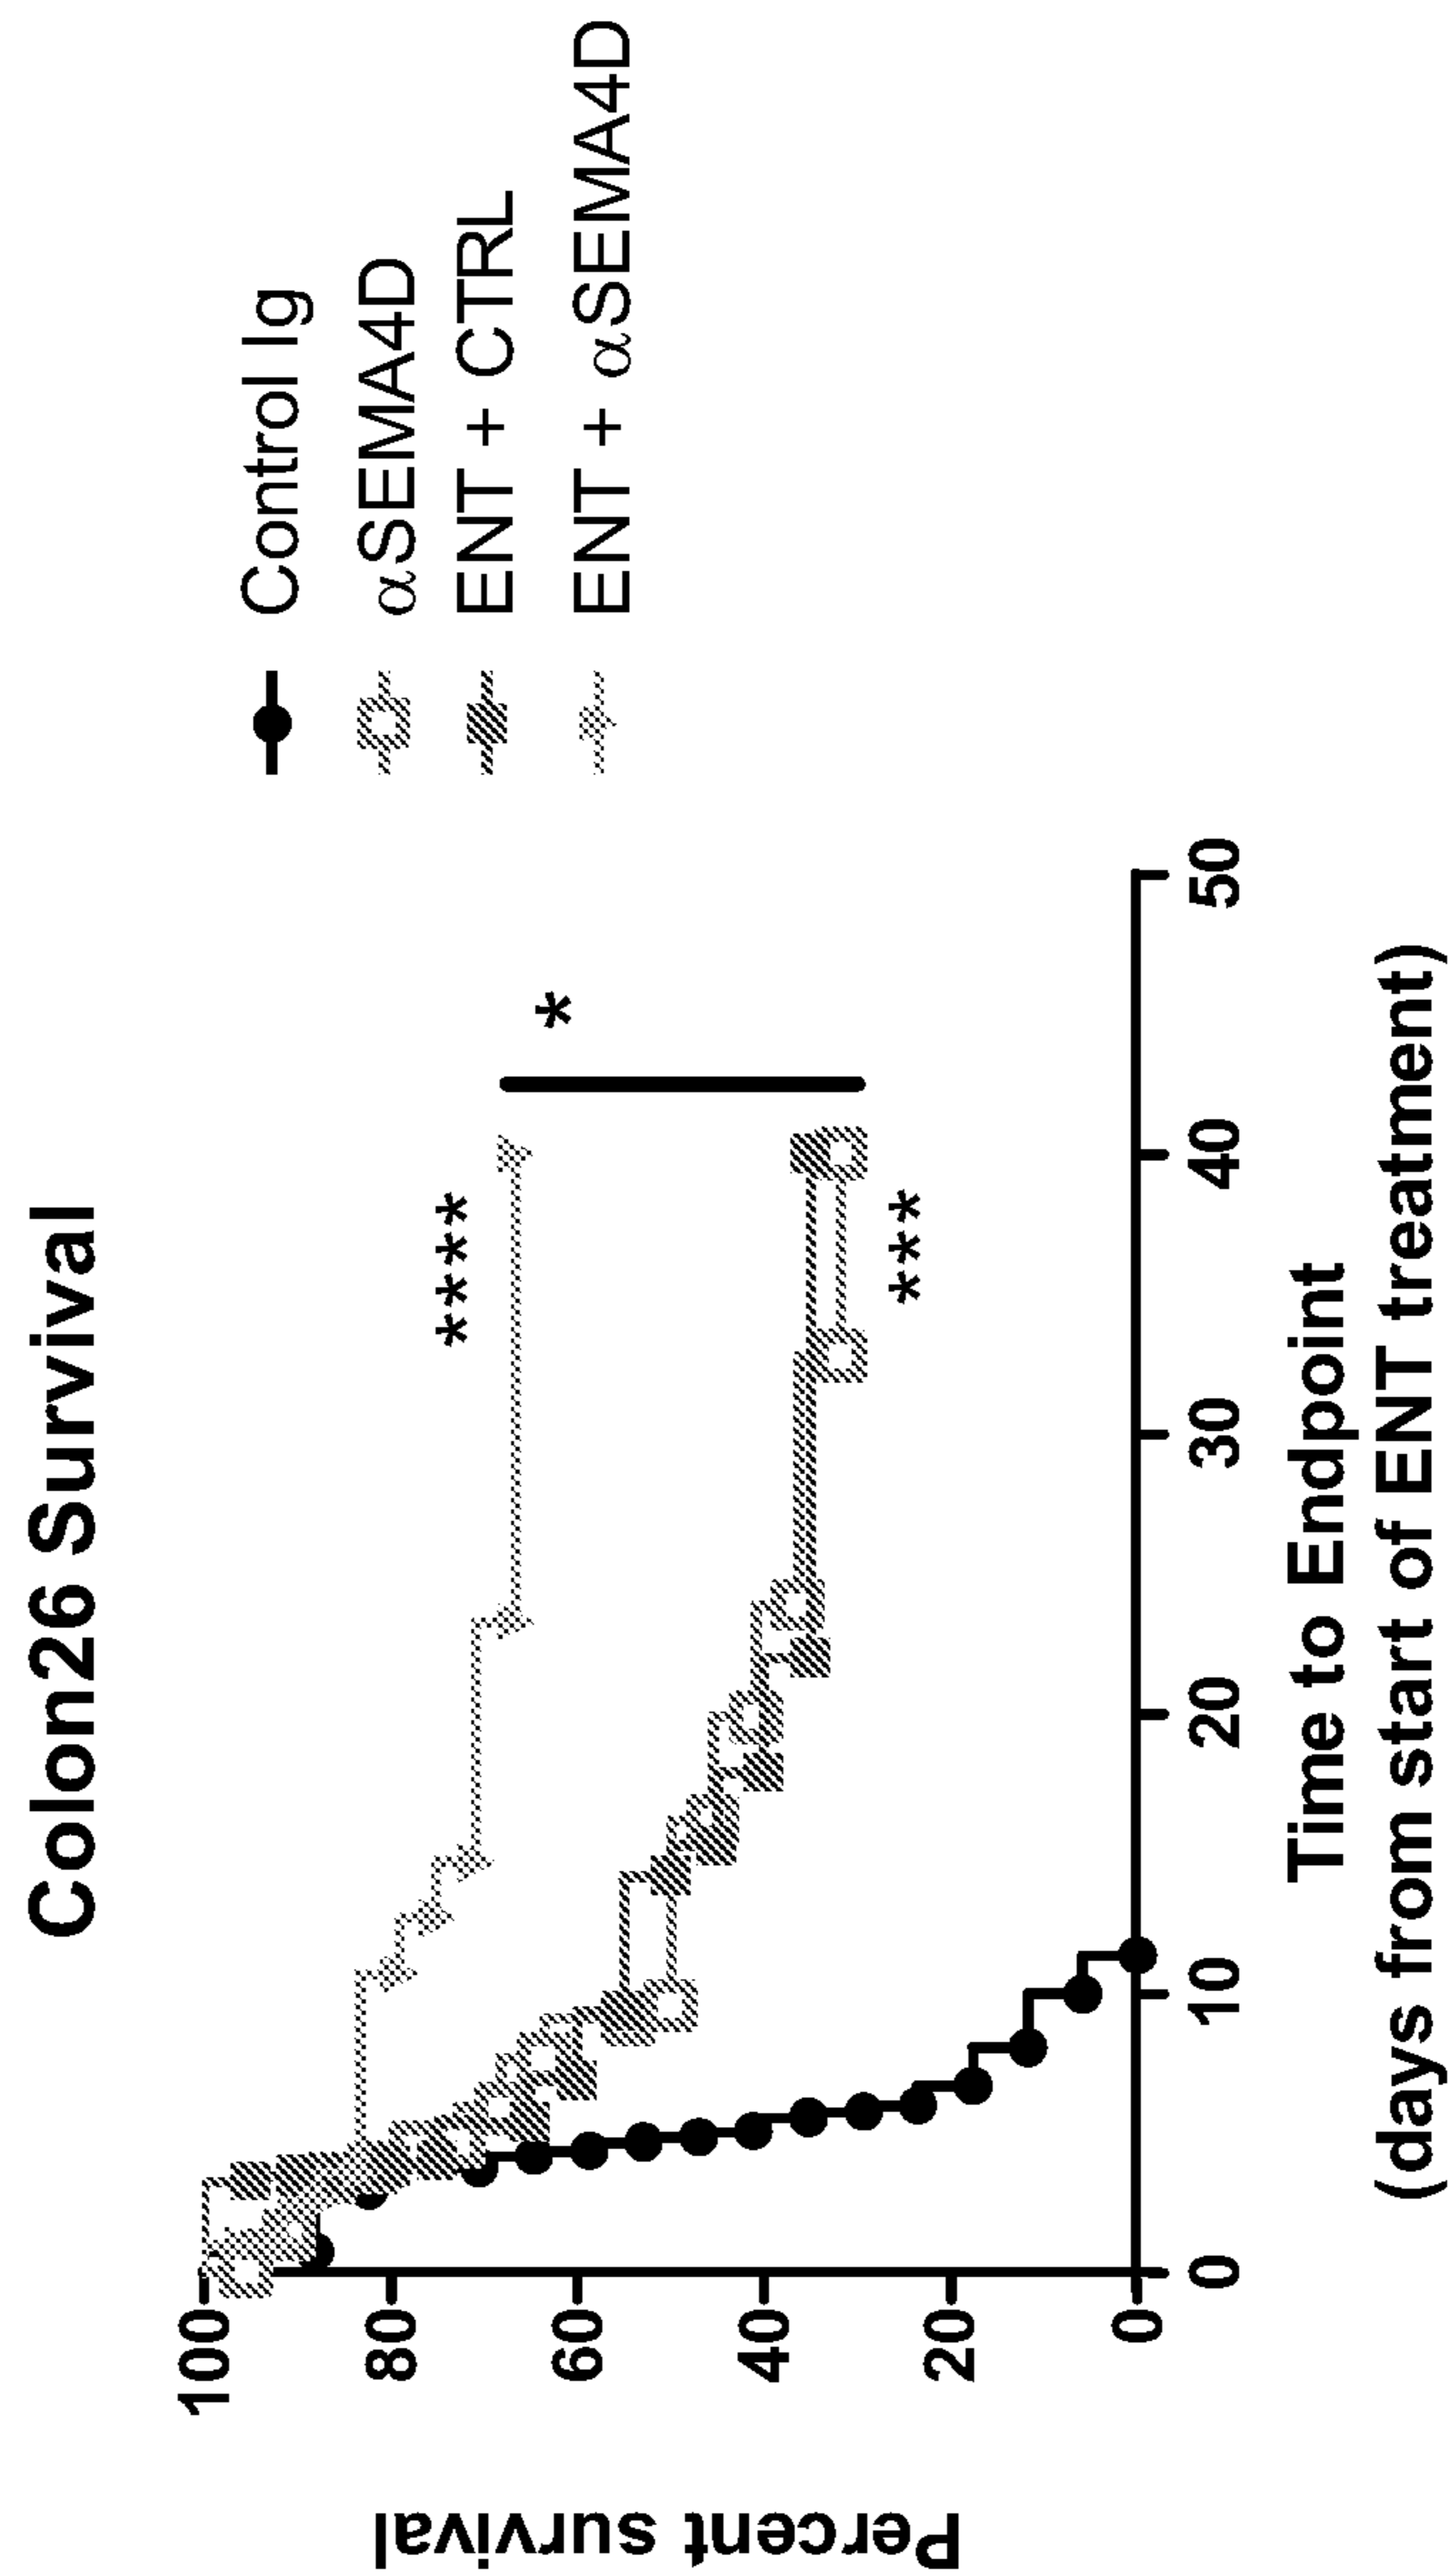 Colon26 Survival
Percent survival
100
80
60
40
20
0
0
10
20
30
40
50
Time to Endpoint
(days from start of ENT treatment)
****
***
*
Control Ig
αSEMA4D
ENT + CTRL
ENT + αSEMA4D